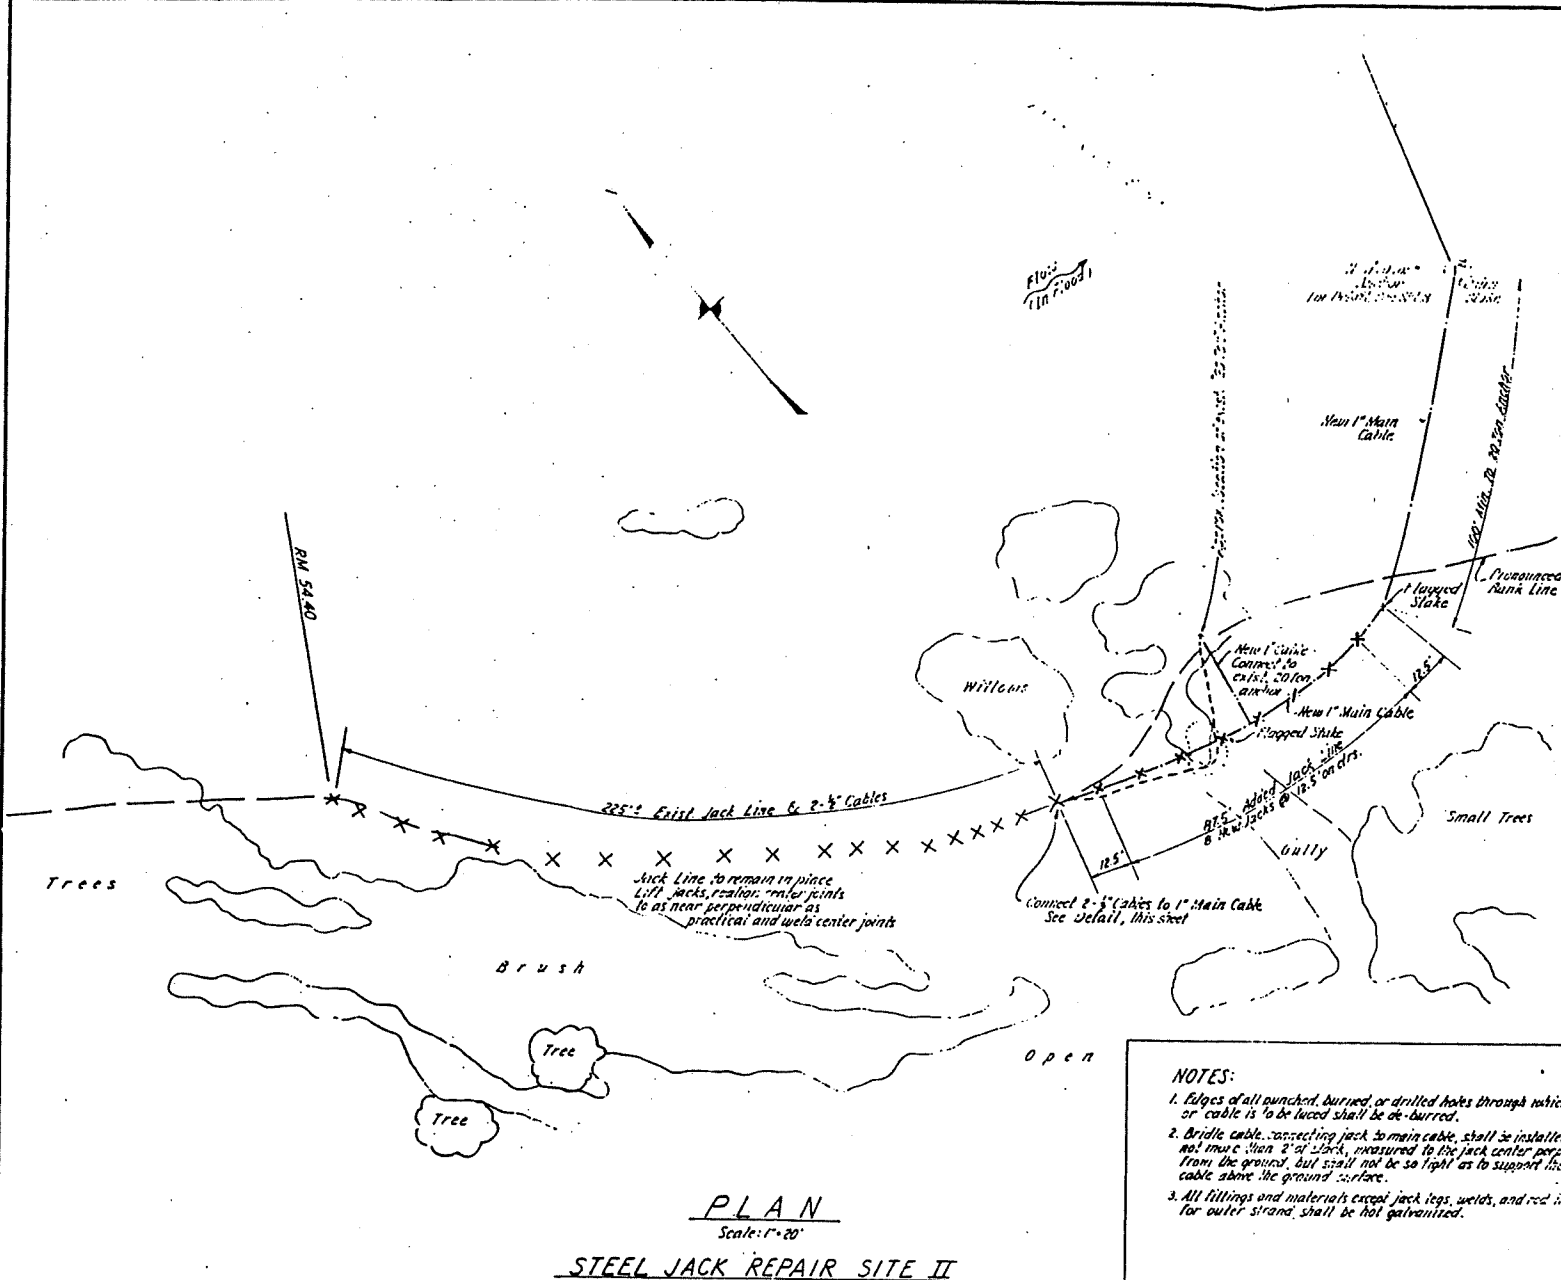 Flow
(in flood)
New 1" Main
Cable
100' Min. To 20 Ton Anchor
RM 54.40
Pronounced
Bank Line
Flagged
Stake
New 1" Cable
Connect to
exist. 20 ton
anchor
12.5'
Willows
New 1" Main Cable
Flagged Stake
225'± Exist Jack Line & 2-½" Cables
87.5' Added Jack Line
8 New Jacks @ 12.5' on ctrs.
Small Trees
Gully
12.5'
Trees
Jack Line to remain in place
Lift jacks, realign center joints
to as near perpendicular as
practical and weld center joints
Connect 2-½" Cables to 1" Main Cable
See Detail, this sheet
Brush
Open
Tree
Tree
NOTES:
1. Edges of all punched, burned, or drilled holes through
or cable is to be laced shall be de-burred.
2. Bridle cable, connecting jack to main cable, shall be
not more than 2" of slack, measured to the jack center
from the ground, but shall not be so tight as to support
cable above the ground surface.
3. All fittings and materials except jack legs, welds, and
for outer strand, shall be hot galvanized.
PLAN
Scale: 1"=20'
STEEL JACK REPAIR SITE II